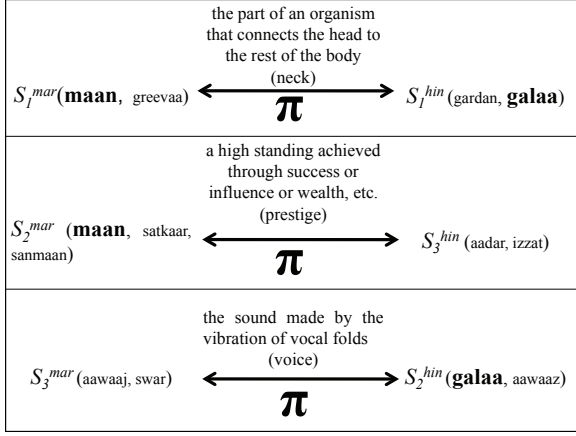 the part of an organism
that connects the head to
the rest of the body
(neck)
S₁ᵐᵃʳ(maan, greevaa)
π
S₁ʰⁱⁿ (gardan, galaa)
a high standing achieved
through success or
influence or wealth, etc.
(prestige)
S₂ᵐᵃʳ (maan, satkaar,
sanmaan)
π
S₃ʰⁱⁿ (aadar, izzat)
the sound made by the
vibration of vocal folds
(voice)
S₃ᵐᵃʳ (aawaaj, swar)
π
S₂ʰⁱⁿ (galaa, aawaaz)